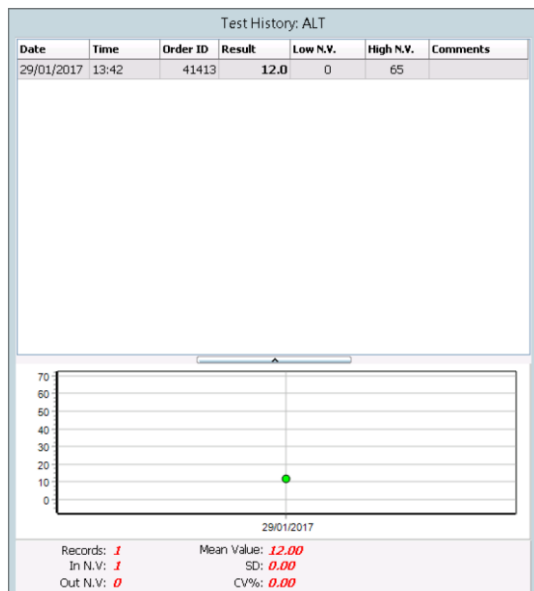 Test History: ALT
Date Time Order ID Result Low N.V. High N.V. Comments
29/01/2017 13:42 41413 12.0 0 65
70
60
50
40
30
20
10
0
29/01/2017
Records: 1 Mean Value: 12.00
In N.V: 1 SD: 0.00
Out N.V: 0 CV%: 0.00